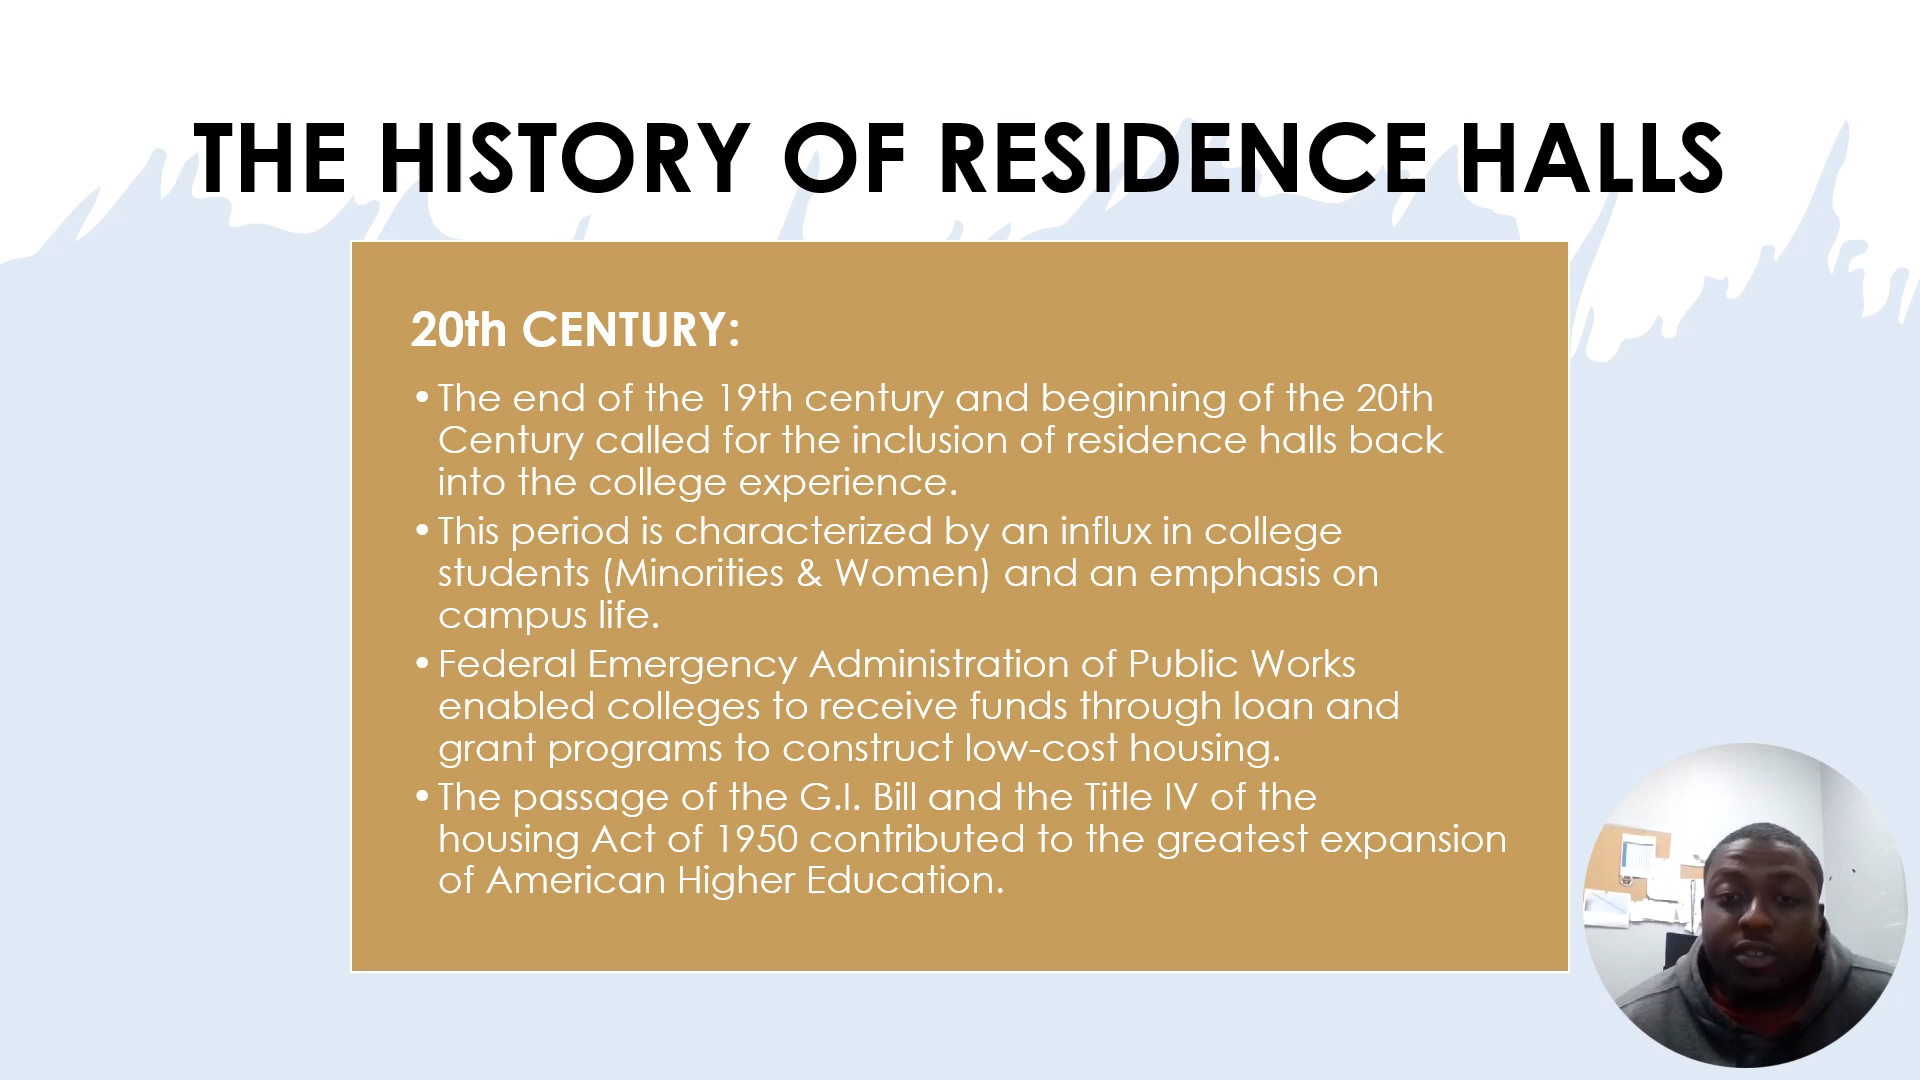 THE HISTORY OF RESIDENCE HALLS
20th CENTURY:
•The end of the 19th century and beginning of the 20th
Century called for the inclusion of residence halls back
into the college experience.
•This period is characterized by an influx in college
students (Minorities & Women) and an emphasis on
campus life.
•Federal Emergency Administration of Public Works
enabled colleges to receive funds through loan and
grant programs to construct low-cost housing.
•The passage of the G.I. Bill and the Title IV of the
housing Act of 1950 contributed to the greatest expansion
of American Higher Education.